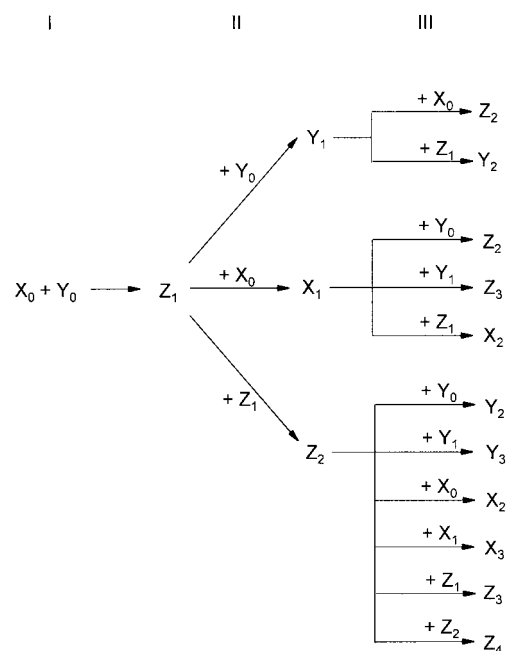 I II III
+ X₀ Z₂
Y₁
+ Z₁ Y₂
+ Y₀
+ Y₀ Z₂
X₀ + Y₀ Z₁ + X₀ X₁ + Y₁ Z₃
+ Z₁ X₂
+ Z₁
+ Y₀ Y₂
Z₂ + Y₁ Y₃
+ X₀ X₂
+ X₁ X₃
+ Z₁ Z₃
+ Z₂ Z₄